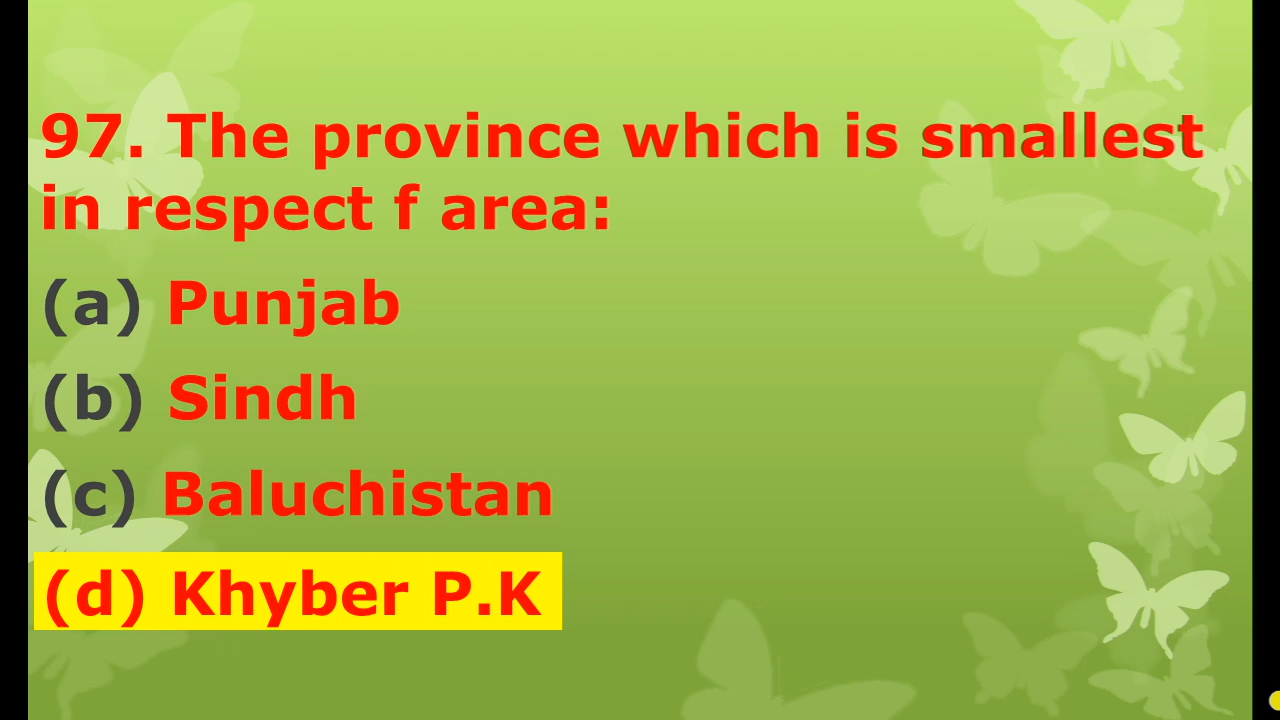 97. The province which is smallest
in respect f area:
(a) Punjab
(b) Sindh
(c) Baluchistan
(d) Khyber P.K